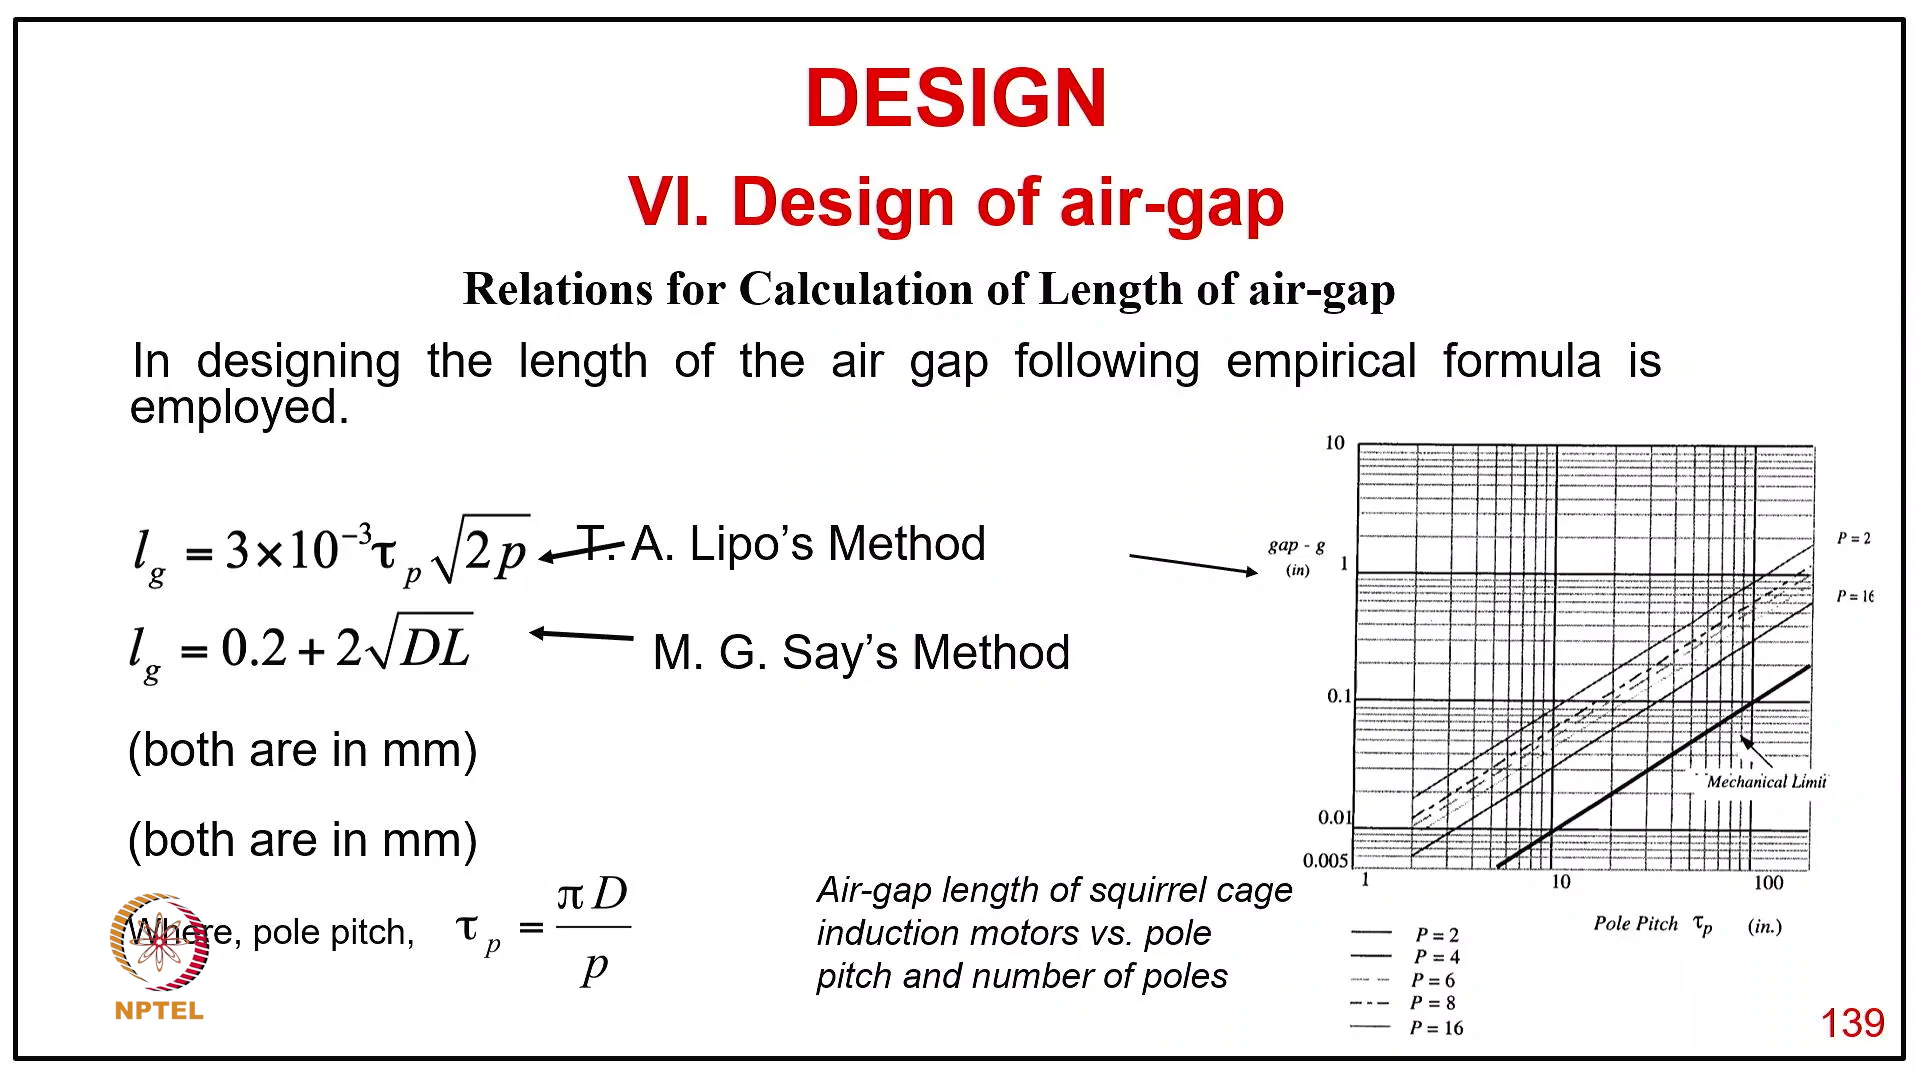 DESIGN
VI. Design of air-gap
Relations for Calculation of Length of air-gap
In designing the length of the air gap following empirical formula is
employed.
l_g = 3×10⁻³τ_p√2p
T. A. Lipo’s Method
l_g = 0.2 + 2√DL
M. G. Say’s Method
(both are in mm)
(both are in mm)
Where, pole pitch, τ_p = πD/p
NPTEL
Air-gap length of squirrel cage
induction motors vs. pole
pitch and number of poles
10
gap - g
(in)
1
0.1
0.01
0.005
1
10
100
P = 2
P = 16
Mechanical Limit
Pole Pitch τ_p (in.)
P = 2
P = 4
P = 6
P = 8
P = 16
139